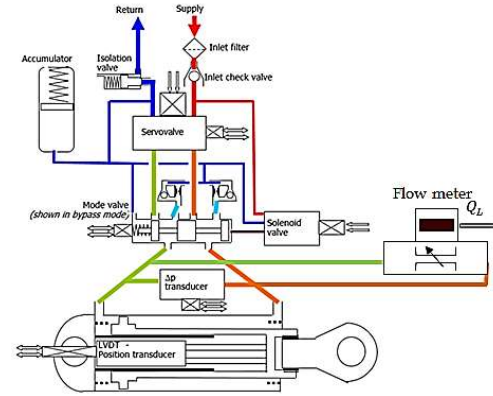 Return
Supply
Accumulator
Isolation
valve
Inlet filter
Inlet check valve
Servovalve
Mode valve
(shown in bypass mode)
Solenoid
valve
Flow meter
Q_L
Δp
transducer
LVDT -
Position transducer